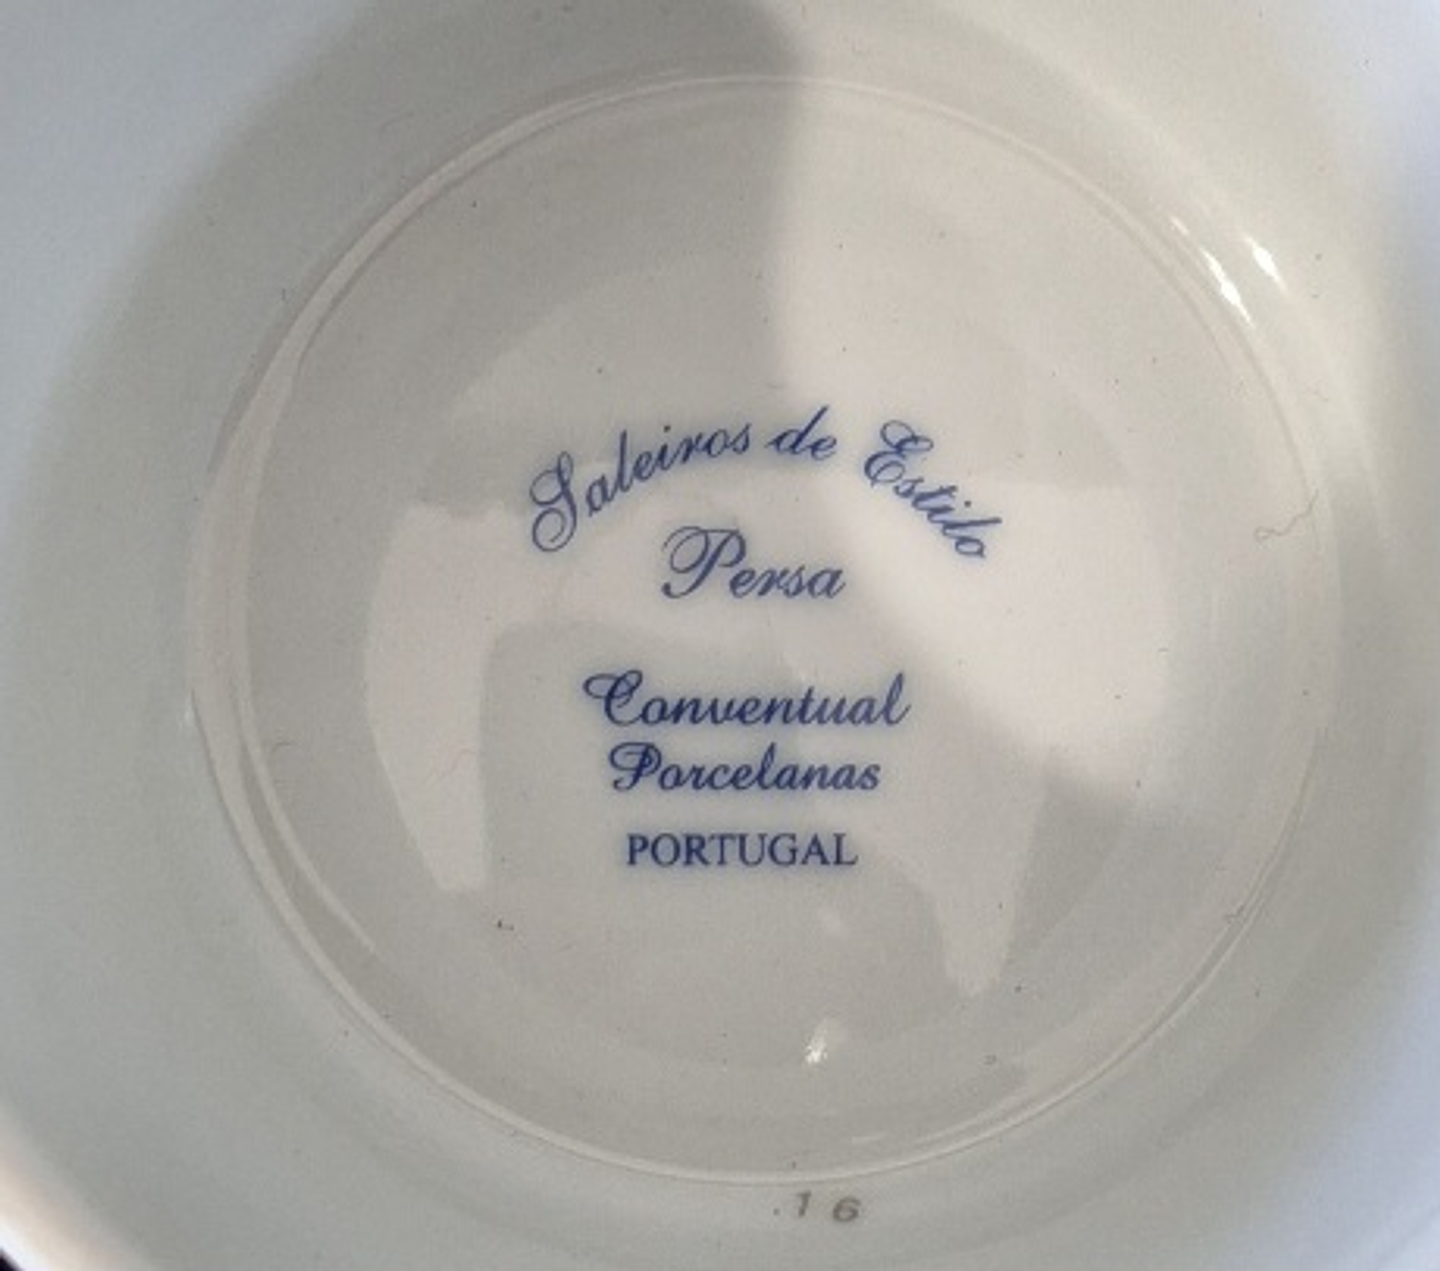 Saleiros de Estilo
Persa
Conventual
Porcelanas
PORTUGAL
.16